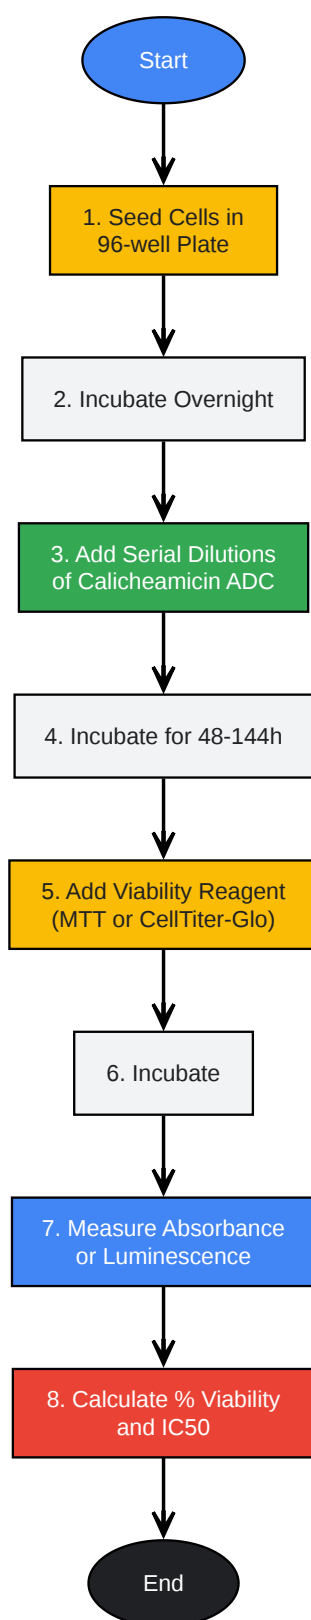 Start
1. Seed Cells in
96-well Plate
2. Incubate Overnight
3. Add Serial Dilutions
of Calicheamicin ADC
4. Incubate for 48-144h
5. Add Viability Reagent
(MTT or CellTiter-Glo)
6. Incubate
7. Measure Absorbance
or Luminescence
8. Calculate % Viability
and IC50
End